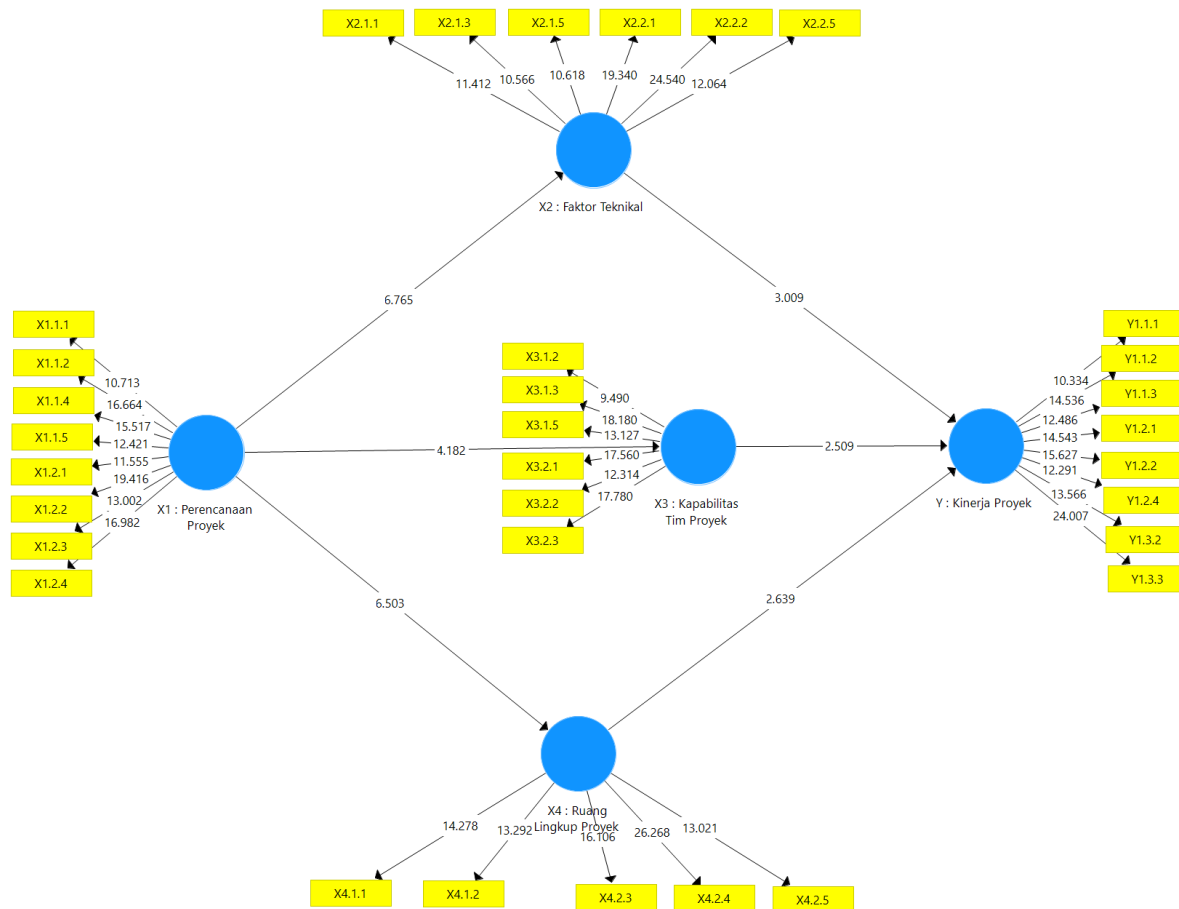 X2.1.1
X2.1.3
X2.1.5
X2.2.1
X2.2.2
X2.2.5
11.412
10.566
10.618
19.340
24.540
12.064
X2 : Faktor Teknikal
6.765
3.009
X1.1.1
X1.1.2
X1.1.4
X1.1.5
X1.2.1
X1.2.2
X1.2.3
X1.2.4
10.713
16.664
15.517
12.421
11.555
19.416
13.002
16.982
X1 : Perencanaan
Proyek
4.182
X3.1.2
X3.1.3
X3.1.5
X3.2.1
X3.2.2
X3.2.3
9.490
18.180
13.127
17.560
12.314
17.780
X3 : Kapabilitas
Tim Proyek
2.509
Y1.1.1
Y1.1.2
Y1.1.3
Y1.2.1
Y1.2.2
Y1.2.4
Y1.3.2
Y1.3.3
10.334
14.536
12.486
14.543
15.627
12.291
13.566
24.007
Y : Kinerja Proyek
6.503
2.639
X4 : Ruang
Lingkup Proyek
14.278
13.292
16.106
26.268
13.021
X4.1.1
X4.1.2
X4.2.3
X4.2.4
X4.2.5